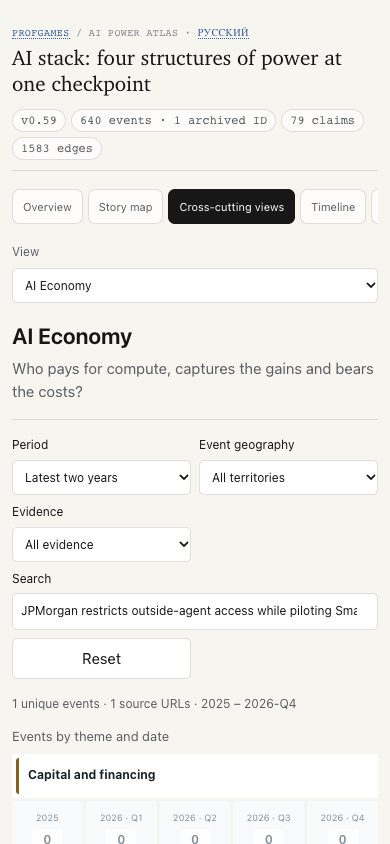 PROFGAMES / AI POWER ATLAS · РУССКИЙ
AI stack: four structures of power at
one checkpoint
v0.59 640 events · 1 archived ID 79 claims
1583 edges
Overview Story map Cross-cutting views Timeline
View
AI Economy
AI Economy
Who pays for compute, captures the gains and bears
the costs?
Period Event geography
Latest two years All territories
Evidence
All evidence
Search
JPMorgan restricts outside-agent access while piloting Sma
Reset
1 unique events · 1 source URLs · 2025 – 2026-Q4
Events by theme and date
Capital and financing
2025 2026 · Q1 2026 · Q2 2026 · Q3 2026 · Q4
0 0 0 0 0